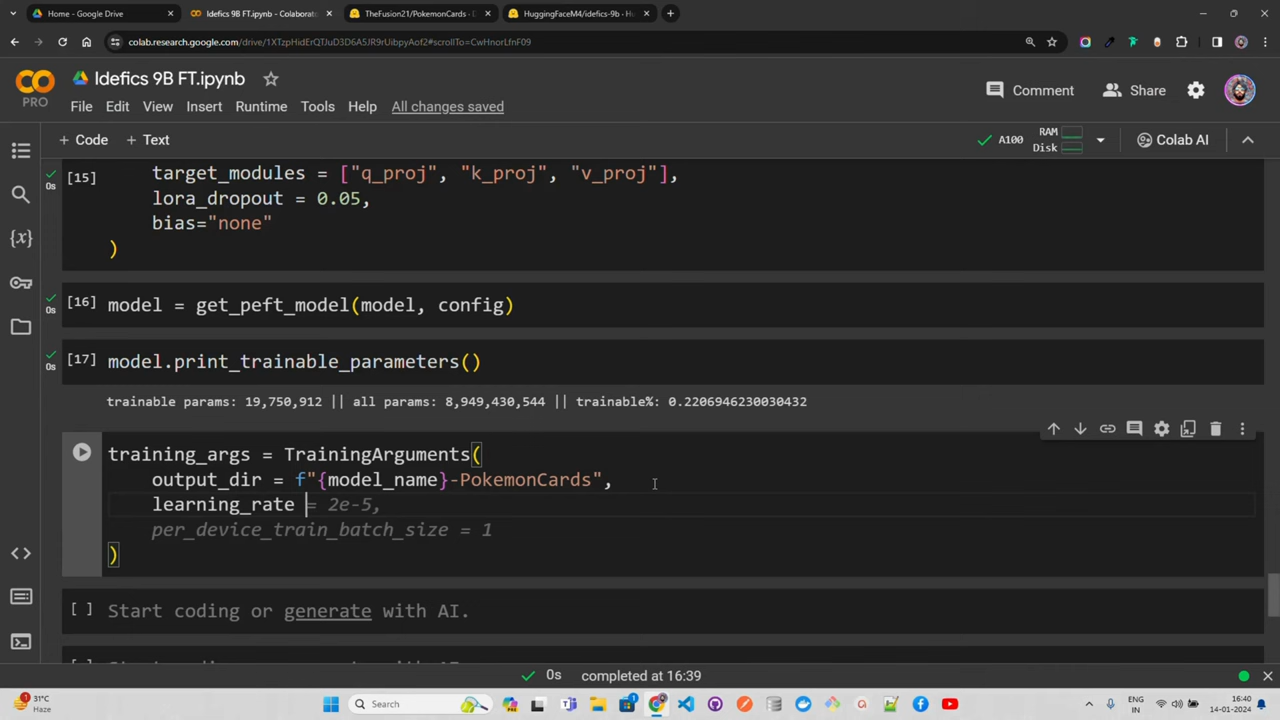 Home - Google Drive
Idefics 9B FT.ipynb - Colaborato
TheFusion21/PokemonCards · D
HuggingFaceM4/idefics-9b · Hu
colab.research.google.com/drive/1XTzpHidErQTJuD3D6A5JR9rUibpyAof2#scrollTo=CwHnorLfnF09
Idefics 9B FT.ipynb
PRO
File Edit View Insert Runtime Tools Help All changes saved
Comment
Share
+ Code + Text
A100
RAM
Disk
Colab AI
[15]
0s
target_modules = ["q_proj", "k_proj", "v_proj"],
lora_dropout = 0.05,
bias="none"
)
[16] model = get_peft_model(model, config)
0s
[17] model.print_trainable_parameters()
0s
trainable params: 19,750,912 || all params: 8,949,430,544 || trainable%: 0.2206946230030432
training_args = TrainingArguments(
output_dir = f"{model_name}-PokemonCards",
learning_rate = 2e-5,
per_device_train_batch_size = 1
)
[ ] Start coding or generate with AI.
0s completed at 16:39
31°C
Haze
Search
ENG
IN
16:40
14-01-2024